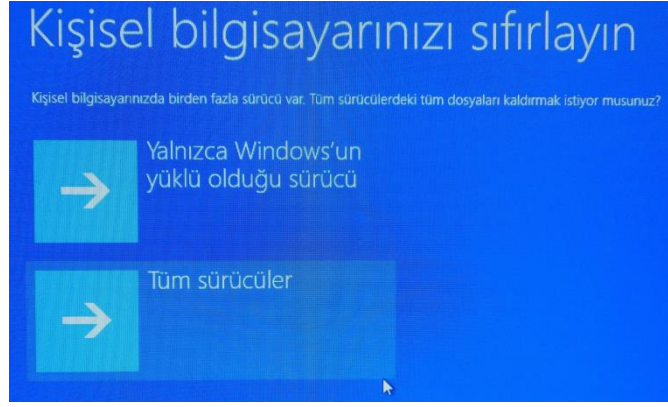 Kişisel bilgisayarınızı sıfırlayın
Kişisel bilgisayarınızda birden fazla sürücü var. Tüm sürücülerdeki tüm dosyaları kaldırmak istiyor musunuz?
Yalnızca Windows'un
yüklü olduğu sürücü
Tüm sürücüler